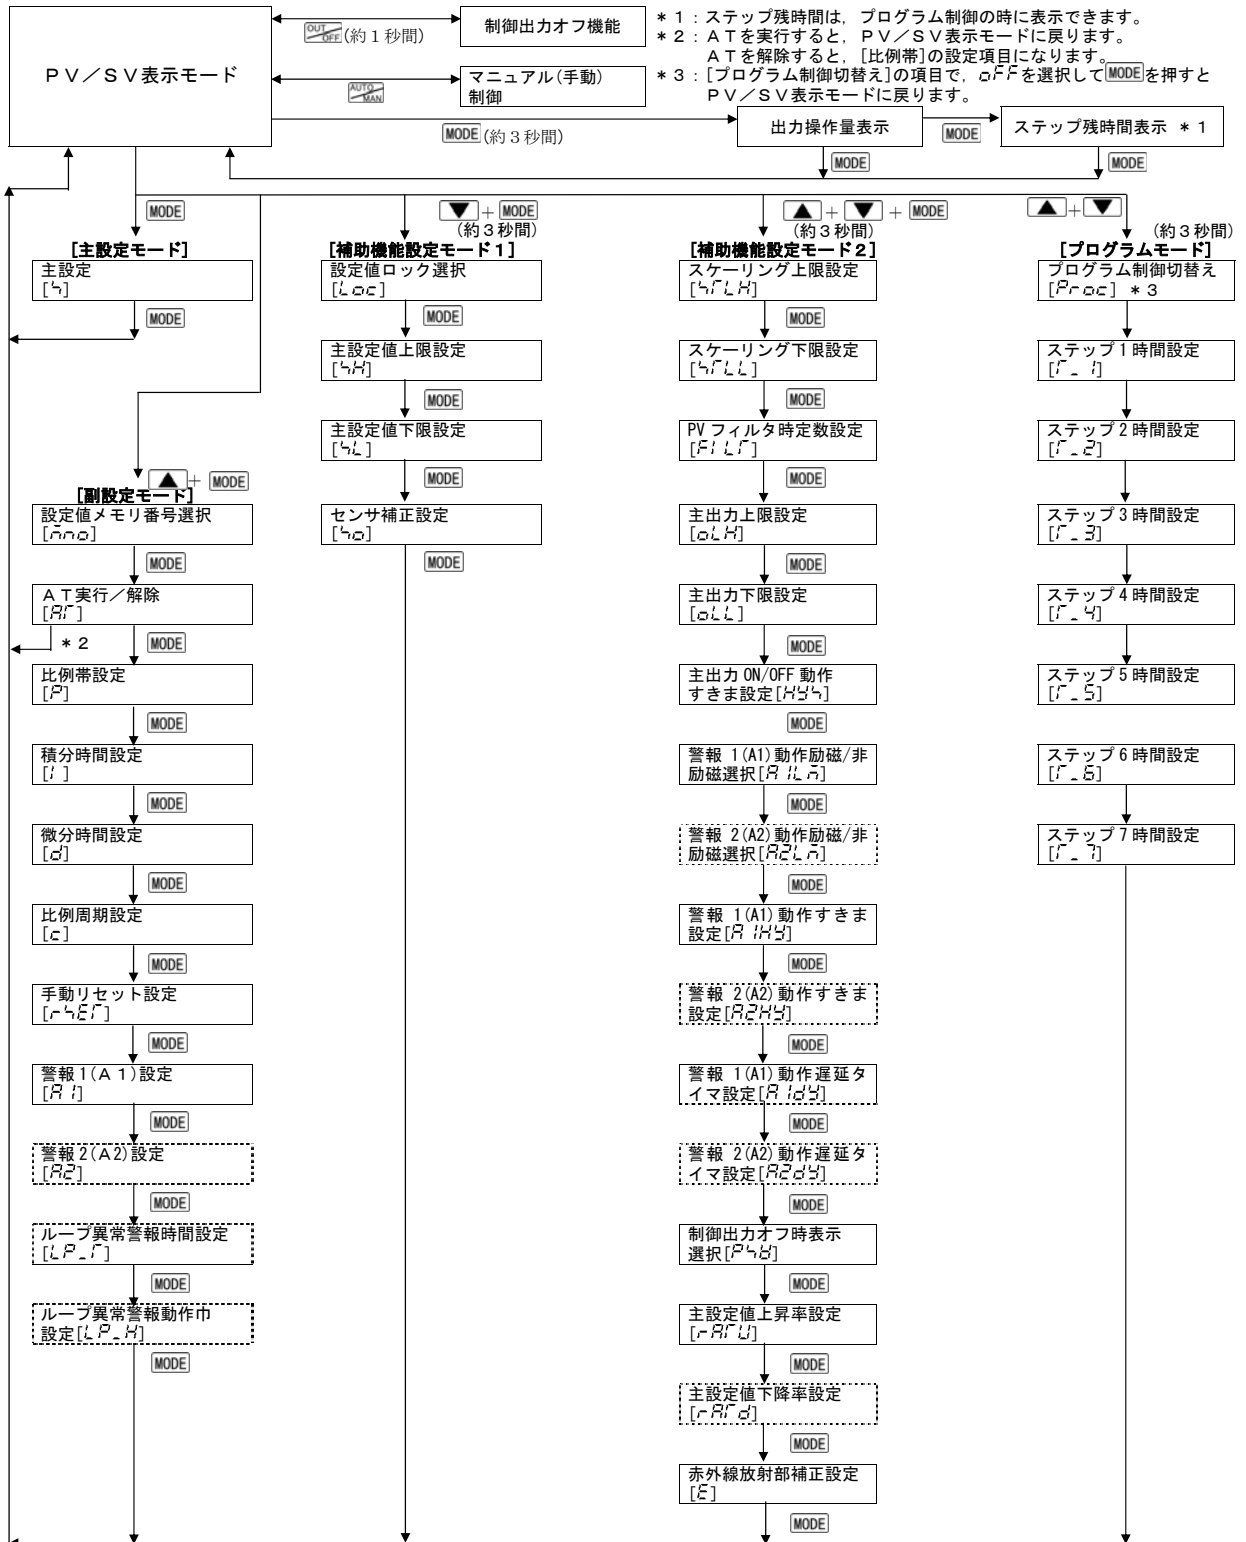 PV/SV表示モード
OUT/OFF (約1秒間)
制御出力オフ機能
AUTO/MAN
マニュアル(手動)
制御
*1:ステップ残時間は,プログラム制御の時に表示できます。
*2:ATを実行すると,PV/SV表示モードに戻ります。
ATを解除すると,[比例帯]の設定項目になります。
*3:[プログラム制御切替え]の項目で,oFFを選択してMODEを押すと
PV/SV表示モードに戻ります。
MODE (約3秒間)
出力操作量表示
MODE
ステップ残時間表示 *1
MODE
MODE
MODE
[主設定モード]
主設定
[S]
MODE
▲+ MODE
[副設定モード]
設定値メモリ番号選択
[mno]
MODE
AT実行/解除
[AT]
*2
MODE
比例帯設定
[P]
MODE
積分時間設定
[I]
MODE
微分時間設定
[d]
MODE
比例周期設定
[c]
MODE
手動リセット設定
[rSET]
MODE
警報1(A1)設定
[A1]
MODE
警報2(A2)設定
[A2]
MODE
ループ異常警報時間設定
[LP_T]
MODE
ループ異常警報動作巾
設定[LP_H]
MODE
▼+ MODE
(約3秒間)
[補助機能設定モード1]
設定値ロック選択
[Loc]
MODE
主設定値上限設定
[SH]
MODE
主設定値下限設定
[SL]
MODE
センサ補正設定
[So]
MODE
▲+▼+ MODE
(約3秒間)
[補助機能設定モード2]
スケーリング上限設定
[STLH]
MODE
スケーリング下限設定
[STLL]
MODE
PVフィルタ時定数設定
[FILT]
MODE
主出力上限設定
[oLH]
MODE
主出力下限設定
[oLL]
MODE
主出力ON/OFF動作
すきま設定[HYS]
MODE
警報 1(A1)動作励磁/非
励磁選択[A1Lm]
MODE
警報 2(A2)動作励磁/非
励磁選択[A2Lm]
MODE
警報 1(A1)動作すきま
設定[A1HY]
MODE
警報 2(A2)動作すきま
設定[A2HY]
MODE
警報 1(A1)動作遅延タ
イマ設定[A1dY]
MODE
警報 2(A2)動作遅延タ
イマ設定[A2dY]
MODE
制御出力オフ時表示
選択[PSd]
MODE
主設定値上昇率設定
[rATU]
MODE
主設定値下降率設定
[rATd]
MODE
赤外線放射部補正設定
[E]
MODE
▲+▼
(約3秒間)
[プログラムモード]
プログラム制御切替え
[Proc] *3
ステップ1時間設定
[T_1]
ステップ2時間設定
[T_2]
ステップ3時間設定
[T_3]
ステップ4時間設定
[T_4]
ステップ5時間設定
[T_5]
ステップ6時間設定
[T_6]
ステップ7時間設定
[T_7]